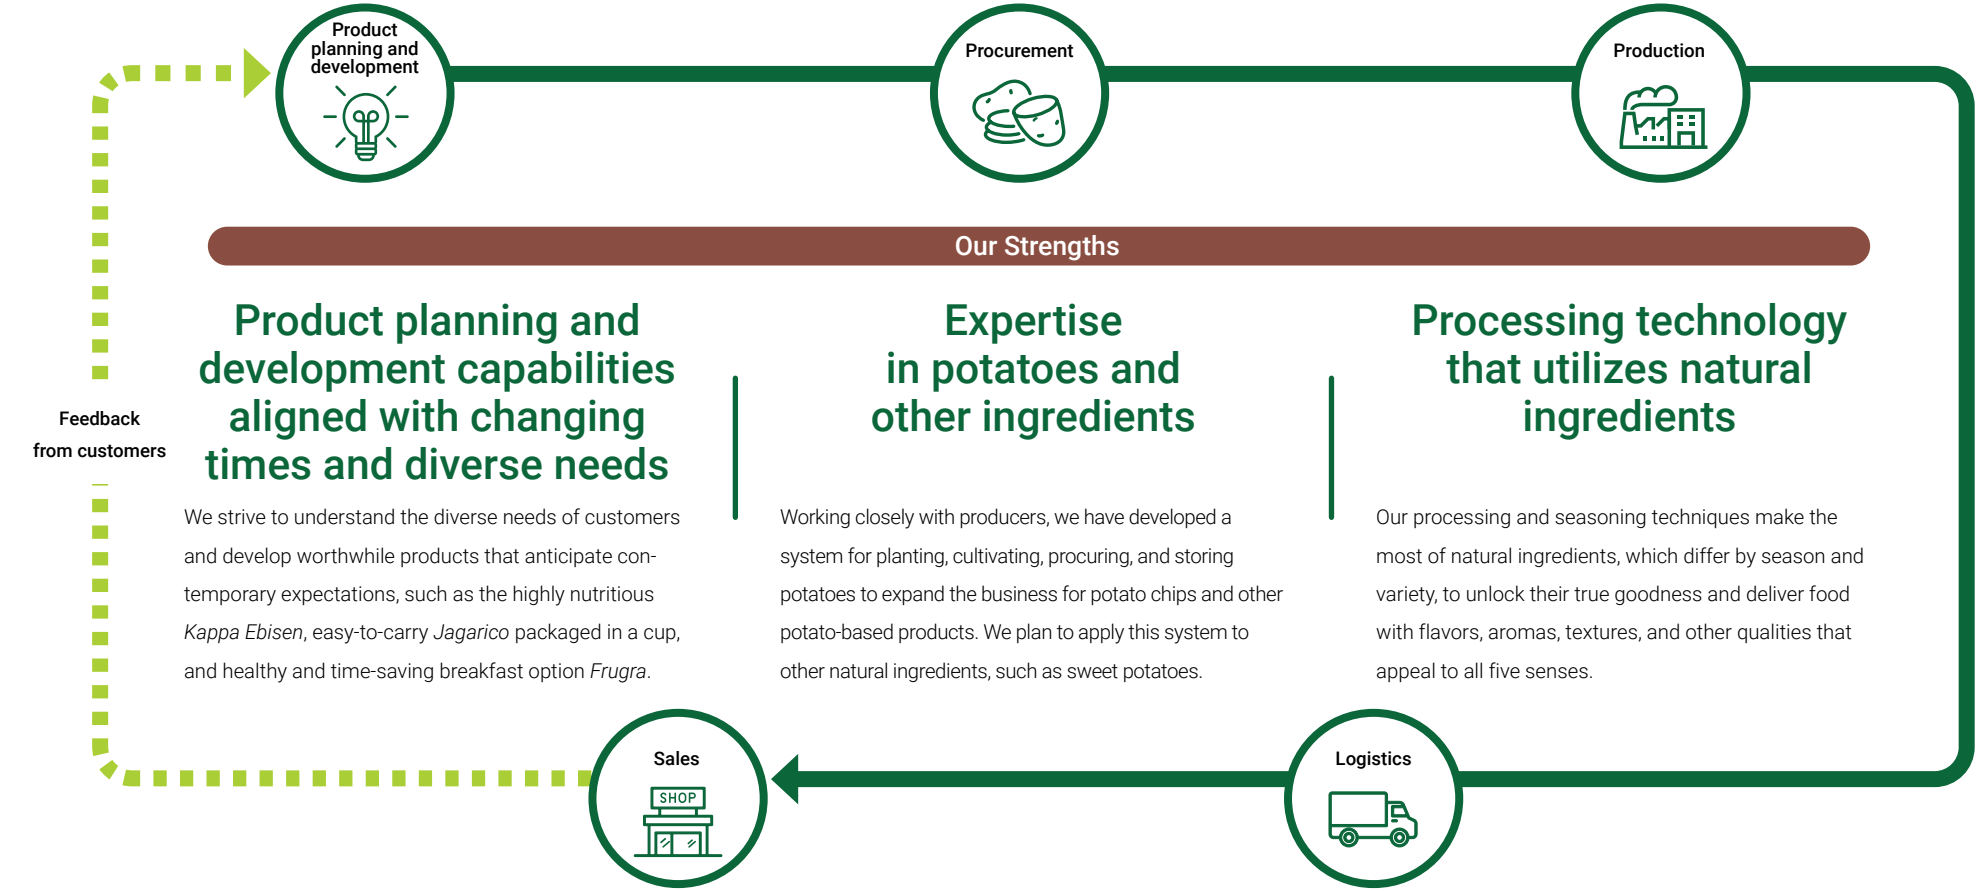 Product
planning and
development
Procurement
Production
Our Strengths
Product planning and
development capabilities
aligned with changing
times and diverse needs
We strive to understand the diverse needs of customers
and develop worthwhile products that anticipate con-
temporary expectations, such as the highly nutritious
Kappa Ebisen, easy-to-carry Jagarico packaged in a cup,
and healthy and time-saving breakfast option Frugra.
Expertise
in potatoes and
other ingredients
Working closely with producers, we have developed a
system for planting, cultivating, procuring, and storing
potatoes to expand the business for potato chips and other
potato-based products. We plan to apply this system to
other natural ingredients, such as sweet potatoes.
Processing technology
that utilizes natural
ingredients
Our processing and seasoning techniques make the
most of natural ingredients, which differ by season and
variety, to unlock their true goodness and deliver food
with flavors, aromas, textures, and other qualities that
appeal to all five senses.
Feedback
from customers
Sales
SHOP
Logistics